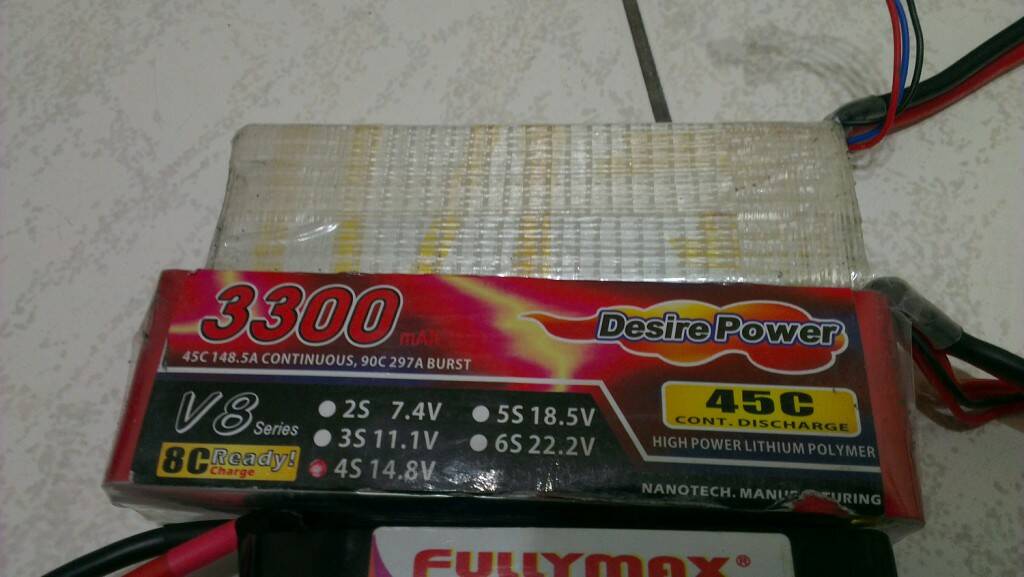 3300 mAh
Desire Power
45C 148.5A CONTINUOUS, 90C 297A BURST
V8 Series
8C Ready!
Charge
2S 7.4V
3S 11.1V
4S 14.8V
5S 18.5V
6S 22.2V
45C
CONT. DISCHARGE
HIGH POWER LITHIUM POLYMER
NANOTECH. MANUFACTURING
FULLYMAX®